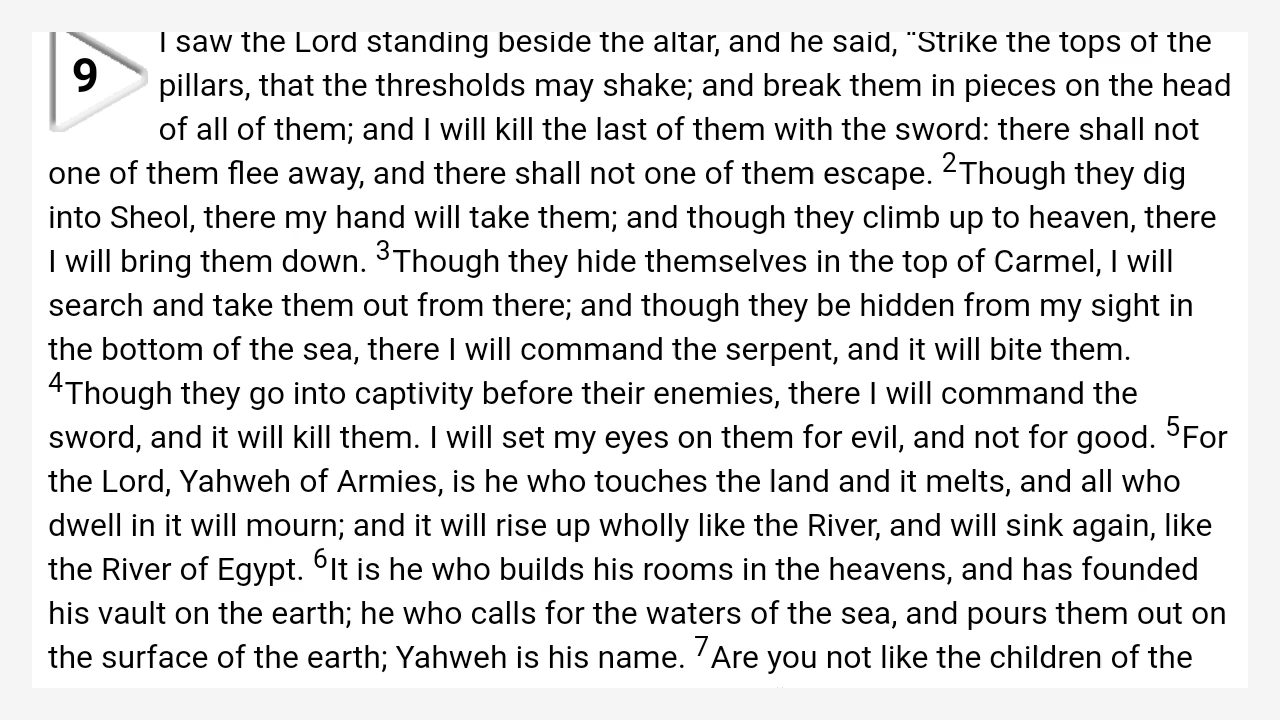 9
I saw the Lord standing beside the altar, and he said, “Strike the tops of the
pillars, that the thresholds may shake; and break them in pieces on the head
of all of them; and I will kill the last of them with the sword: there shall not
one of them flee away, and there shall not one of them escape. 2Though they dig
into Sheol, there my hand will take them; and though they climb up to heaven, there
I will bring them down. 3Though they hide themselves in the top of Carmel, I will
search and take them out from there; and though they be hidden from my sight in
the bottom of the sea, there I will command the serpent, and it will bite them.
4Though they go into captivity before their enemies, there I will command the
sword, and it will kill them. I will set my eyes on them for evil, and not for good. 5For
the Lord, Yahweh of Armies, is he who touches the land and it melts, and all who
dwell in it will mourn; and it will rise up wholly like the River, and will sink again, like
the River of Egypt. 6It is he who builds his rooms in the heavens, and has founded
his vault on the earth; he who calls for the waters of the sea, and pours them out on
the surface of the earth; Yahweh is his name. 7Are you not like the children of the